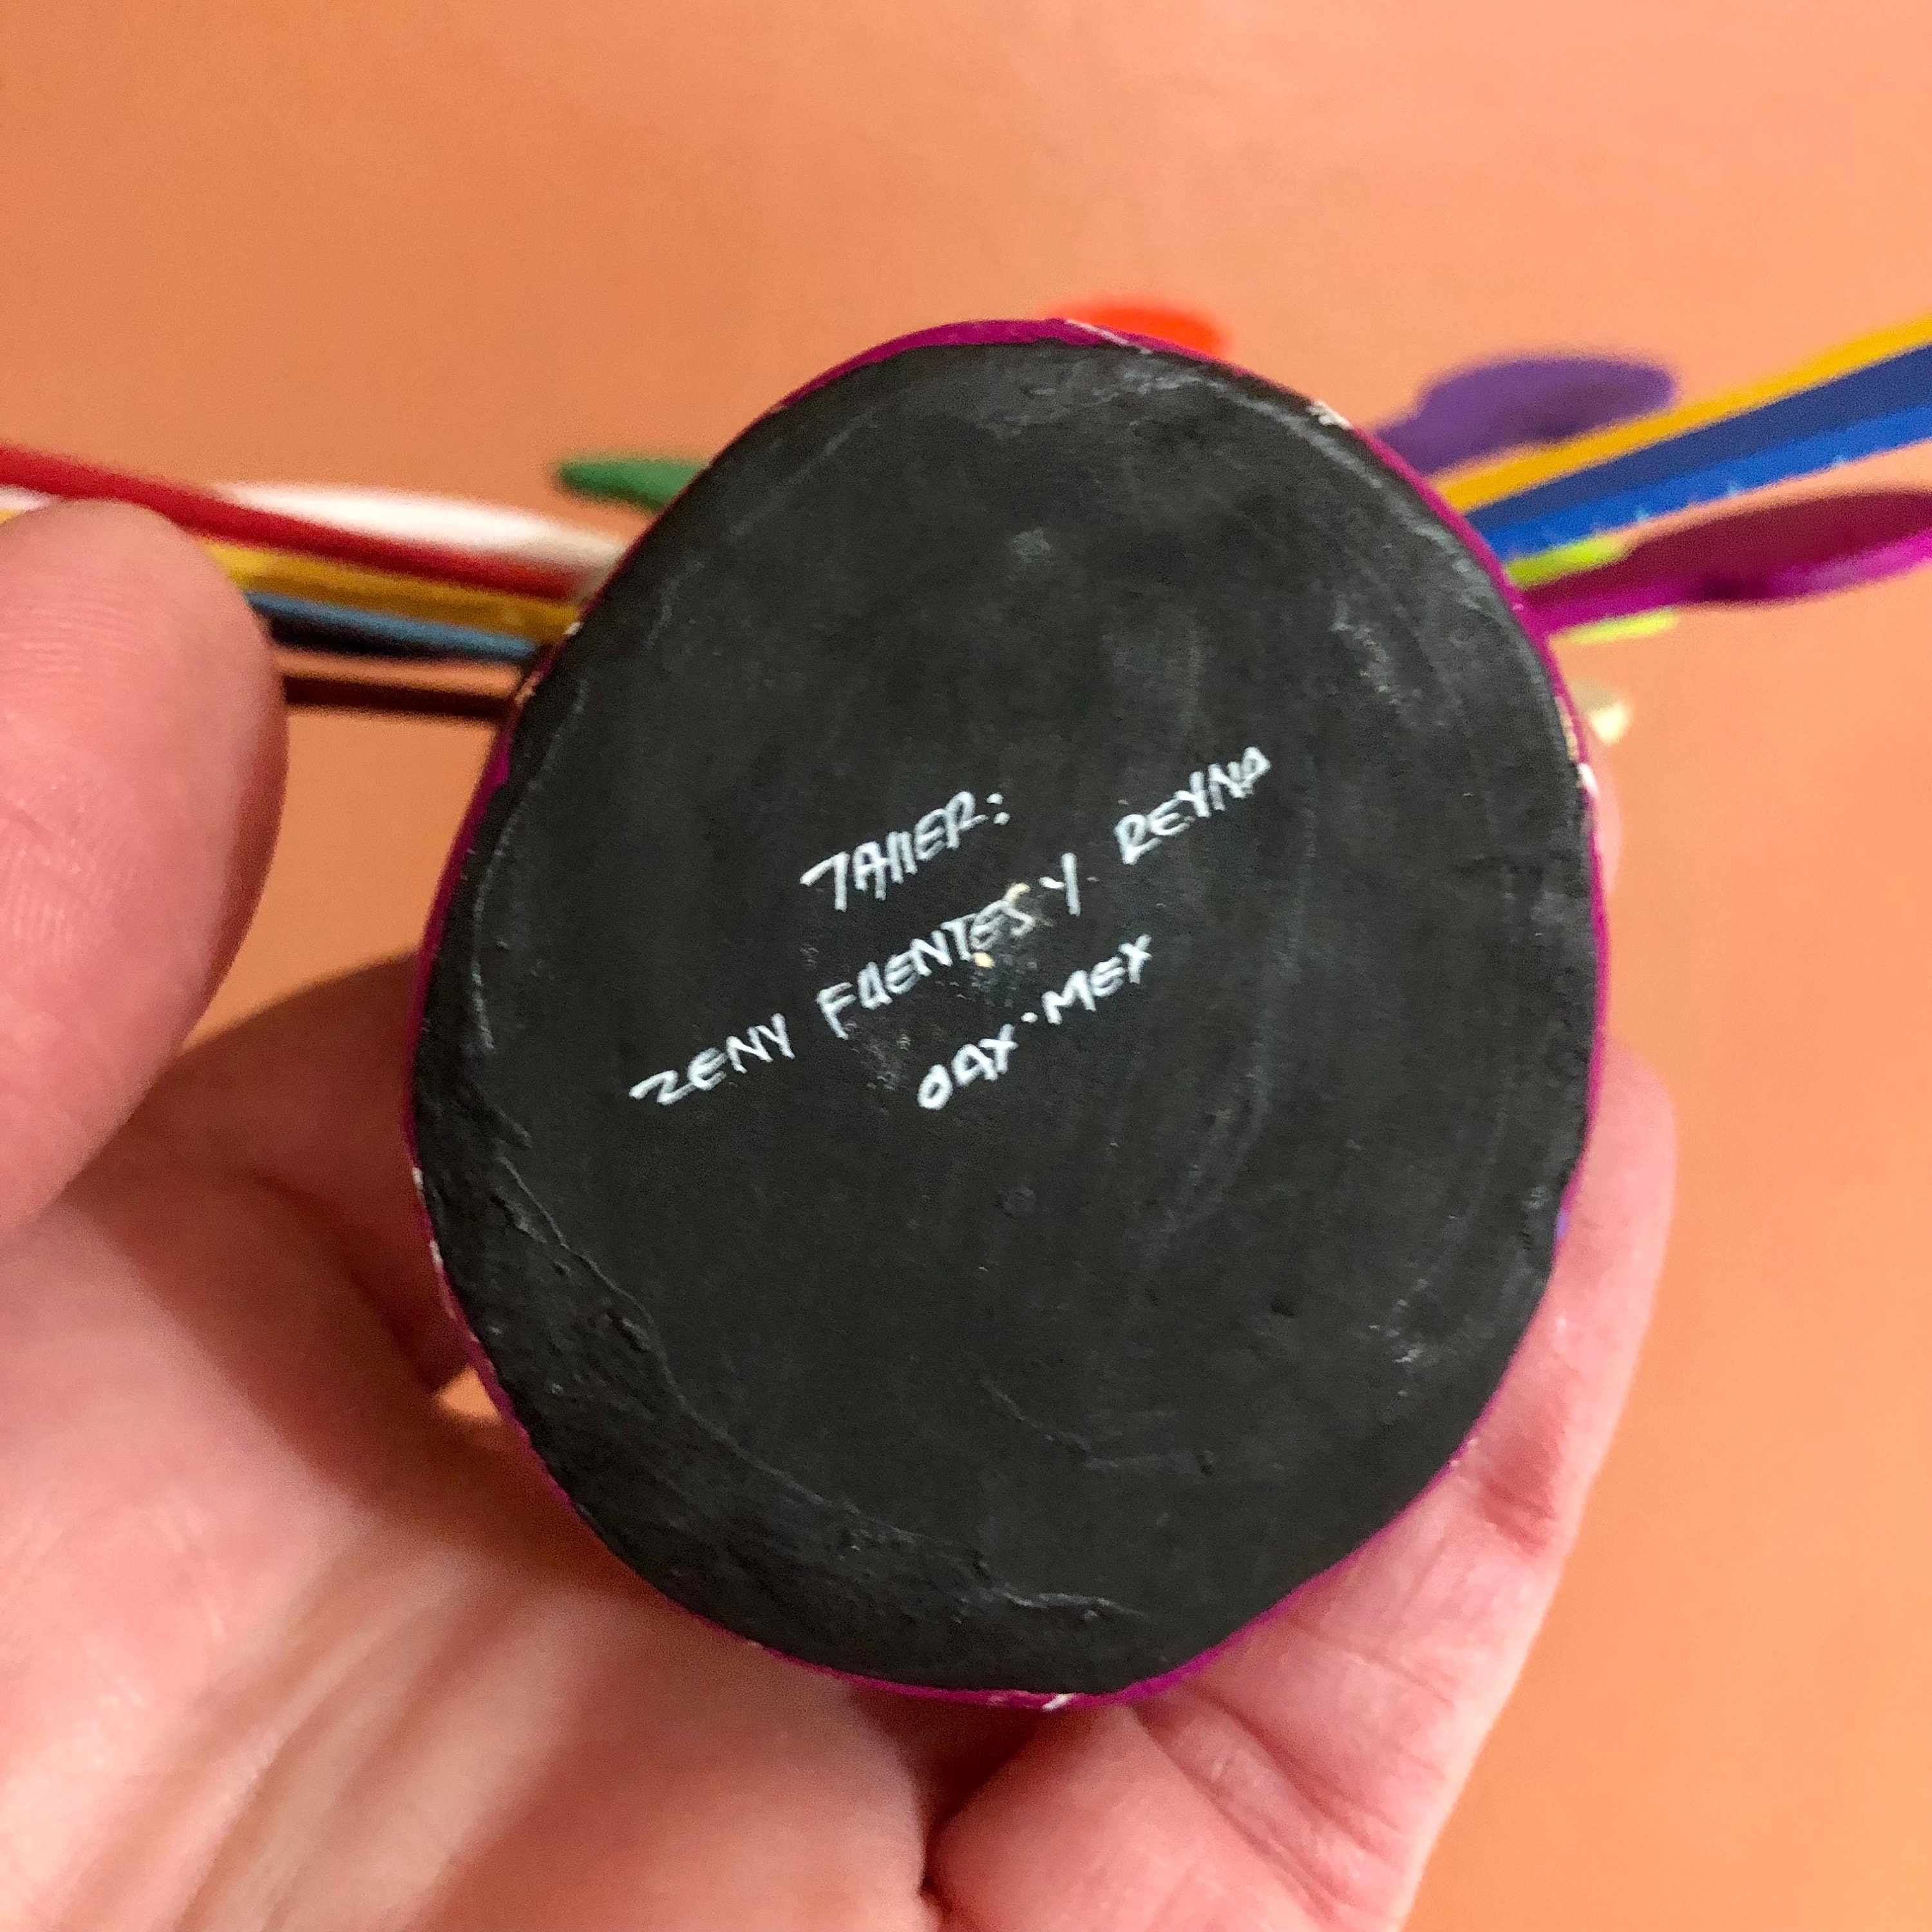 TALLER:
ZENY FUENTES Y REYNA
OAX·MEX